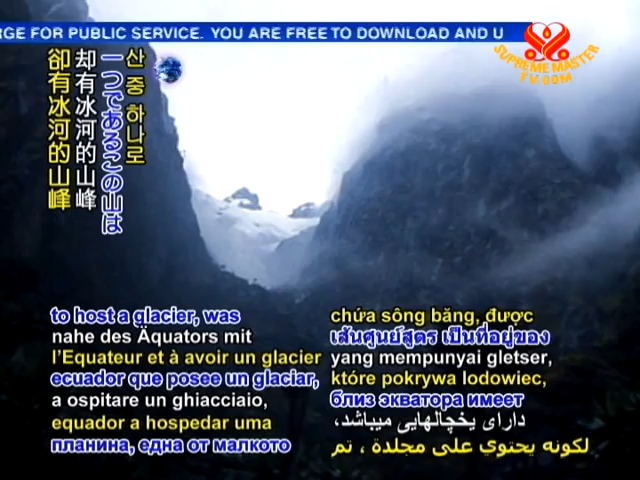 RGE FOR PUBLIC SERVICE. YOU ARE FREE TO DOWNLOAD AND U
SUPREME MASTER
TV.COM
산 중 하나로
一つであるこの山は
却有冰河的山峰
卻有冰河的山峰
to host a glacier, was
nahe des Äquators mit
l'Equateur et à avoir un glacier
ecuador que posee un glaciar,
a ospitare un ghiacciaio,
equador a hospedar uma
планина, една от малкото
chứa sông băng, được
เส้นศูนย์สูตร เป็นที่อยู่ของ
yang mempunyai gletser,
które pokrywa lodowiec,
близ экватора имеет
دارای یخچالهایی میباشد،
لكونه يحتوي على مجلدة ، تم